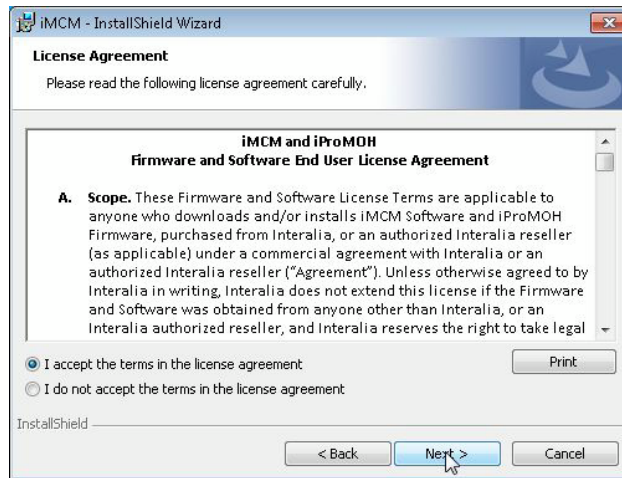 iMCM - InstallShield Wizard
License Agreement
Please read the following license agreement carefully.
iMCM and iProMOH
Firmware and Software End User License Agreement
A. Scope. These Firmware and Software License Terms are applicable to
anyone who downloads and/or installs iMCM Software and iProMOH
Firmware, purchased from Interalia, or an authorized Interalia reseller
(as applicable) under a commercial agreement with Interalia or an
authorized Interalia reseller (“Agreement”). Unless otherwise agreed to by
Interalia in writing, Interalia does not extend this license if the Firmware
and Software was obtained from anyone other than Interalia, or an
Interalia authorized reseller, and Interalia reserves the right to take legal
I accept the terms in the license agreement
Print
I do not accept the terms in the license agreement
InstallShield
< Back
Next >
Cancel